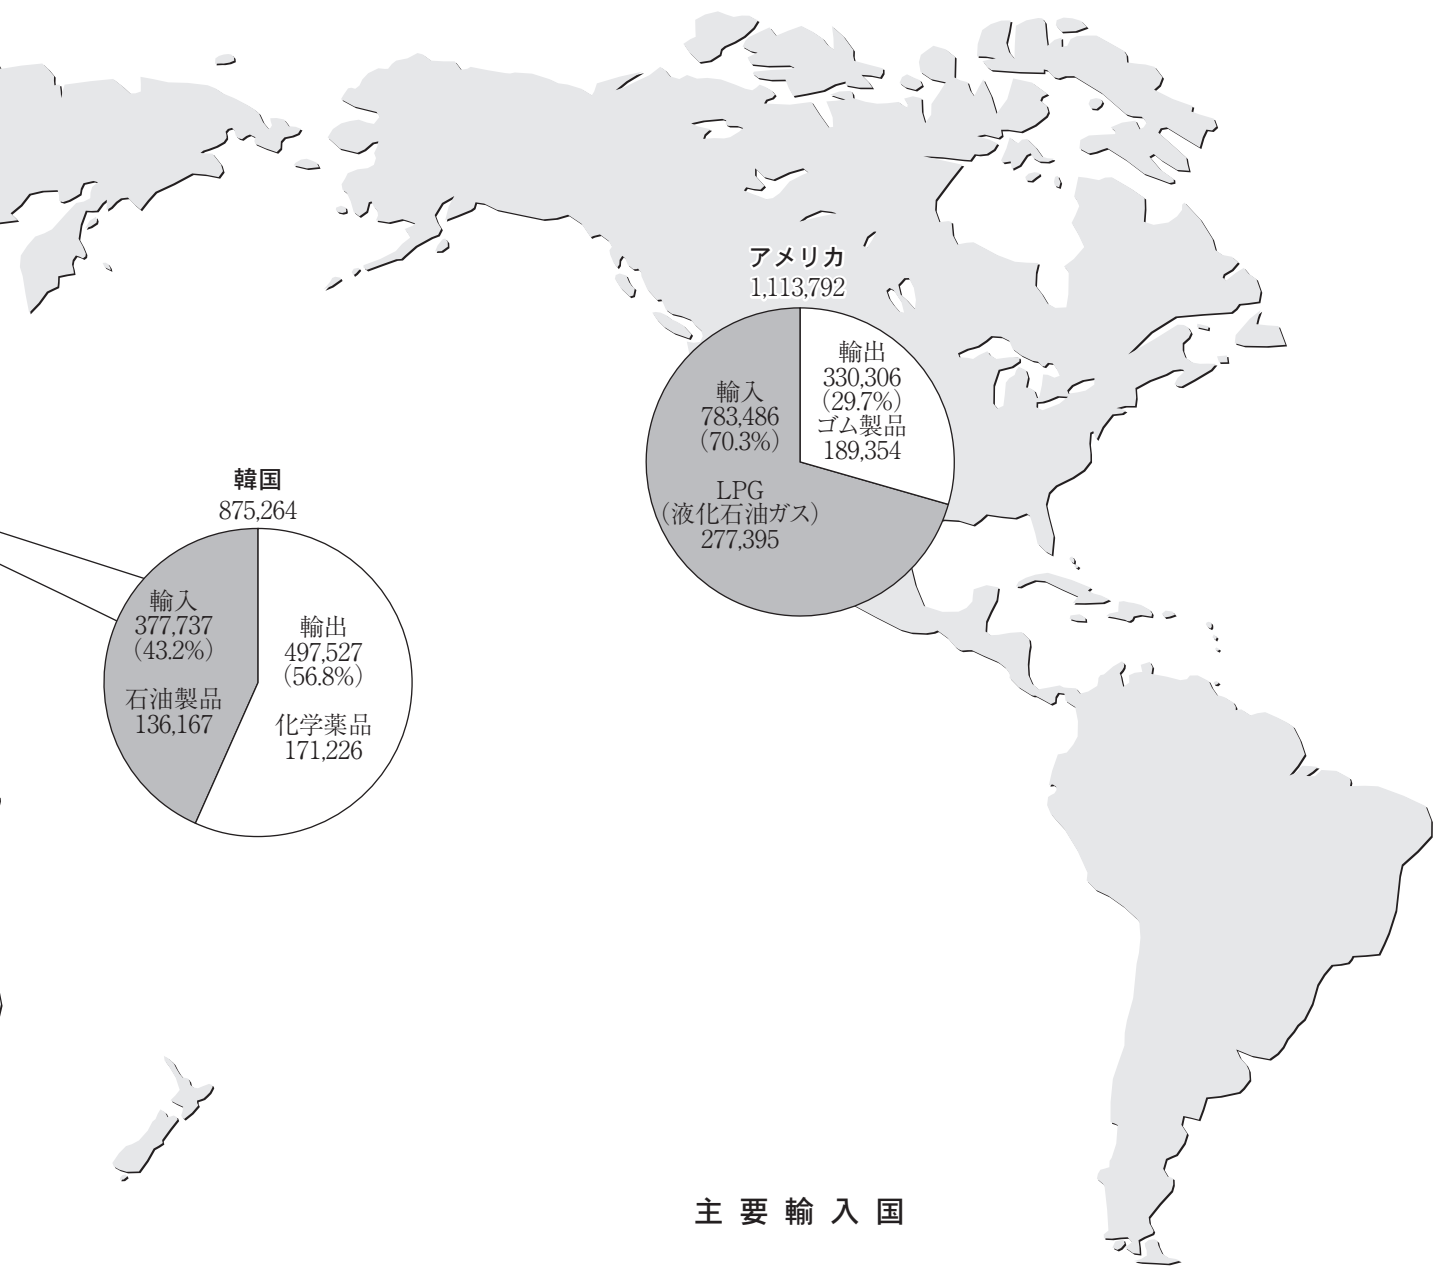 アメリカ
1,113,792
輸出
330,306
(29.7%)
ゴム製品
189,354
輸入
783,486
(70.3%)
LPG
(液化石油ガス)
277,395
韓国
875,264
輸入
377,737
(43.2%)
石油製品
136,167
輸出
497,527
(56.8%)
化学薬品
171,226
主要輸入国